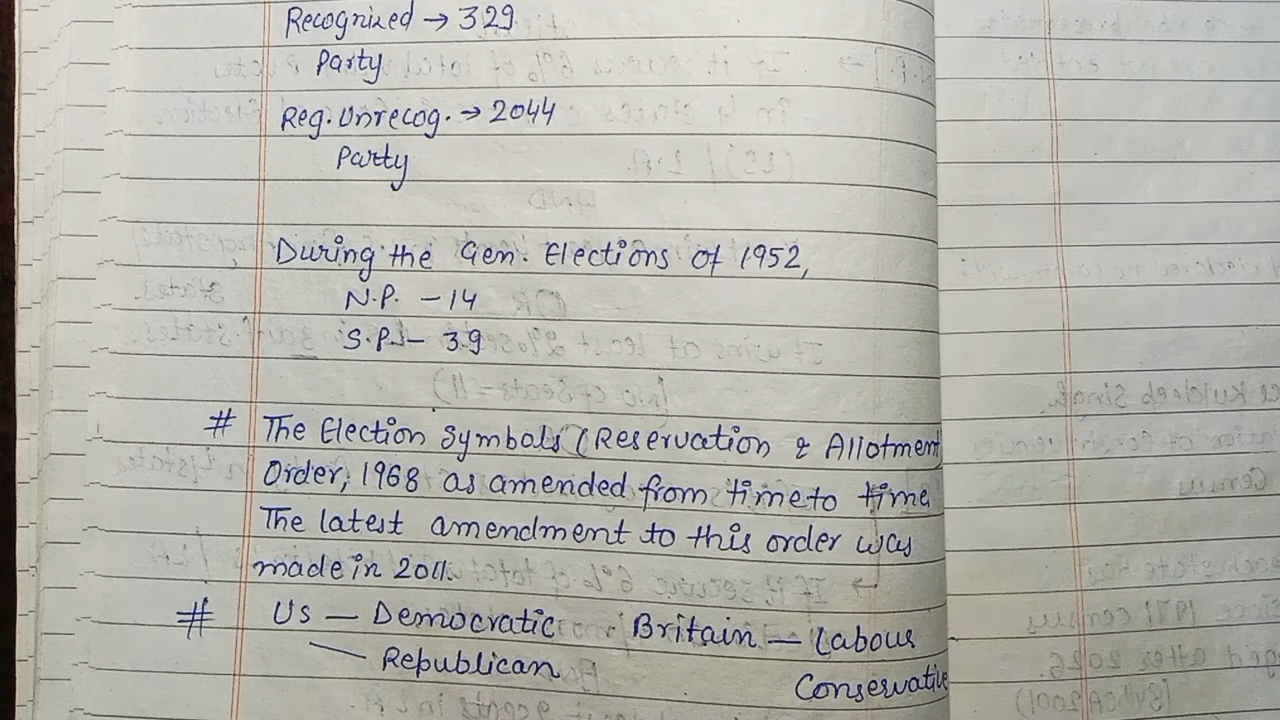 Recognized → 329
Party
Reg. Unrecog. → 2044
Party
During the Gen. Elections of 1952,
N.P. - 14
S.P. - 39
# The Election Symbols (Reservation & Allotment
Order, 1968 as amended from time to time
The latest amendment to this order was
made in 2011.
# US — Democratic Britain — Labour
— Republican
Conservative